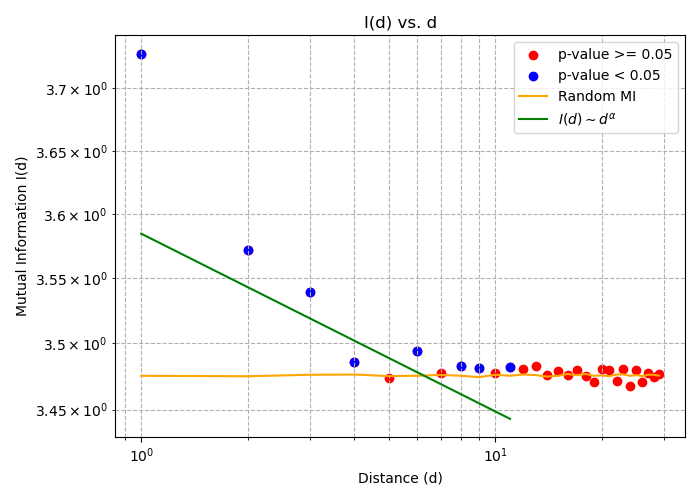 I(d) vs. d
p-value >= 0.05
p-value < 0.05
Random MI
I(d) ~ d^α
Mutual Information I(d)
3.7 × 10⁰
3.65 × 10⁰
3.6 × 10⁰
3.55 × 10⁰
3.5 × 10⁰
3.45 × 10⁰
10⁰
10¹
Distance (d)